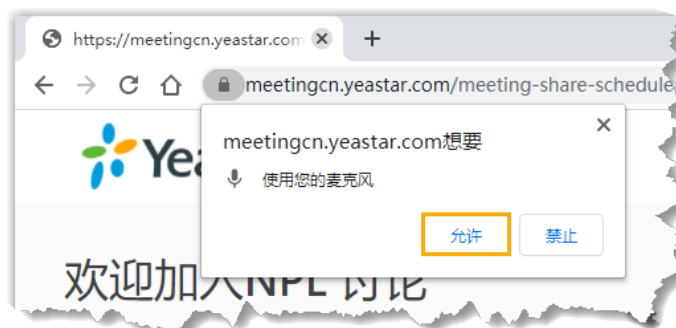 https://meetingcn.yeastar.com
meetingcn.yeastar.com/meeting-share-schedule
meetingcn.yeastar.com想要
使用您的麦克风
允许
禁止
Yea
欢迎加入NPL 讨论